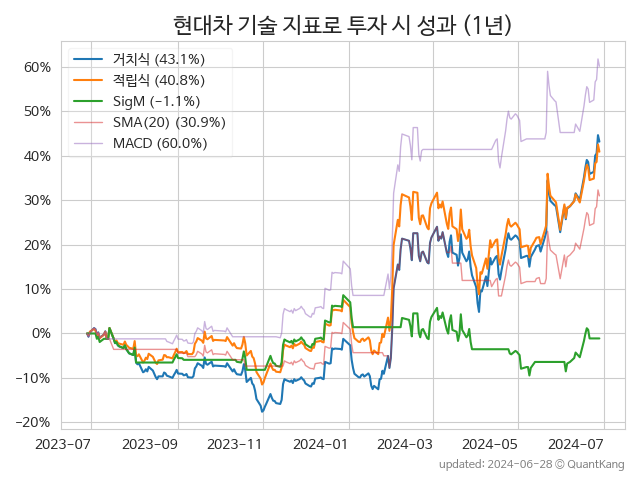 현대차 기술 지표로 투자 시 성과 (1년)
거치식 (43.1%)
적립식 (40.8%)
SigM (−1.1%)
SMA(20) (30.9%)
MACD (60.0%)
60%
50%
40%
30%
20%
10%
0%
−10%
−20%
2023-07 2023-09 2023-11 2024-01 2024-03 2024-05 2024-07
updated: 2024-06-28 © QuantKang